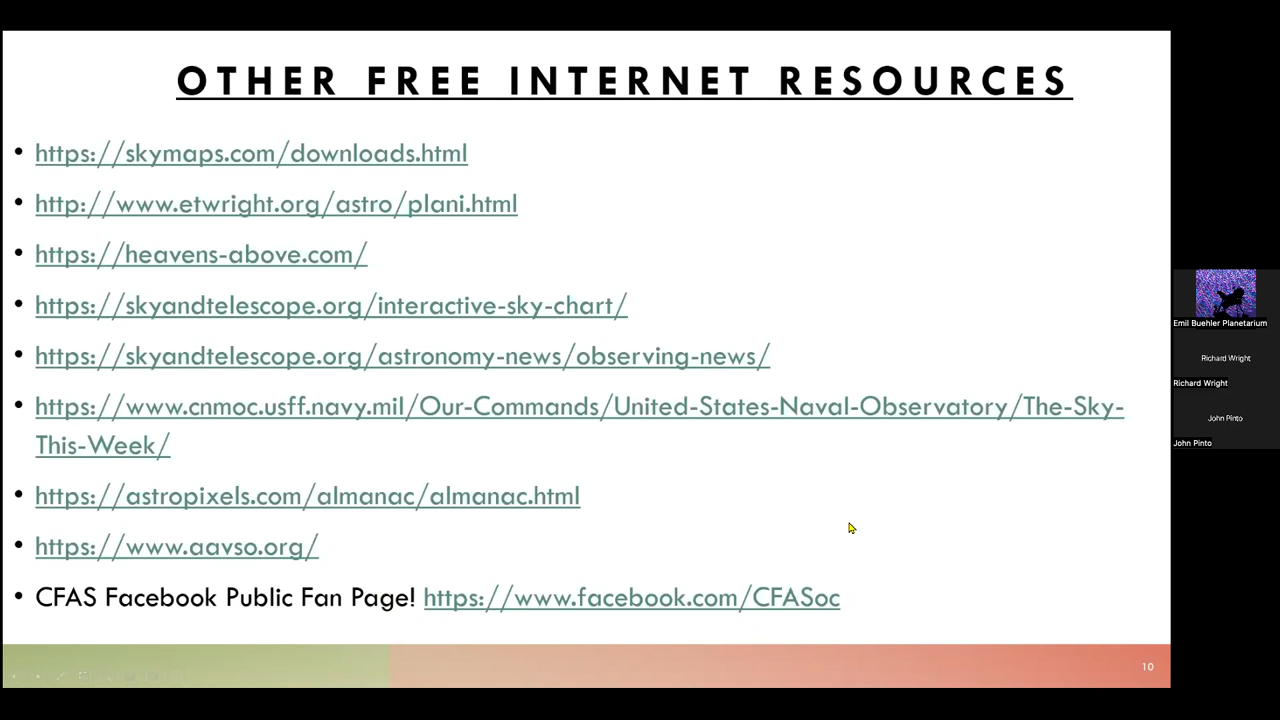 OTHER FREE INTERNET RESOURCES
• https://skymaps.com/downloads.html
• http://www.etwright.org/astro/plani.html
• https://heavens-above.com/
• https://skyandtelescope.org/interactive-sky-chart/
• https://skyandtelescope.org/astronomy-news/observing-news/
• https://www.cnmoc.usff.navy.mil/Our-Commands/United-States-Naval-Observatory/The-Sky-
This-Week/
• https://astropixels.com/almanac/almanac.html
• https://www.aavso.org/
• CFAS Facebook Public Fan Page! https://www.facebook.com/CFASoc
10
Emil Buehler Planetarium
Richard Wright
Richard Wright
John Pinto
John Pinto